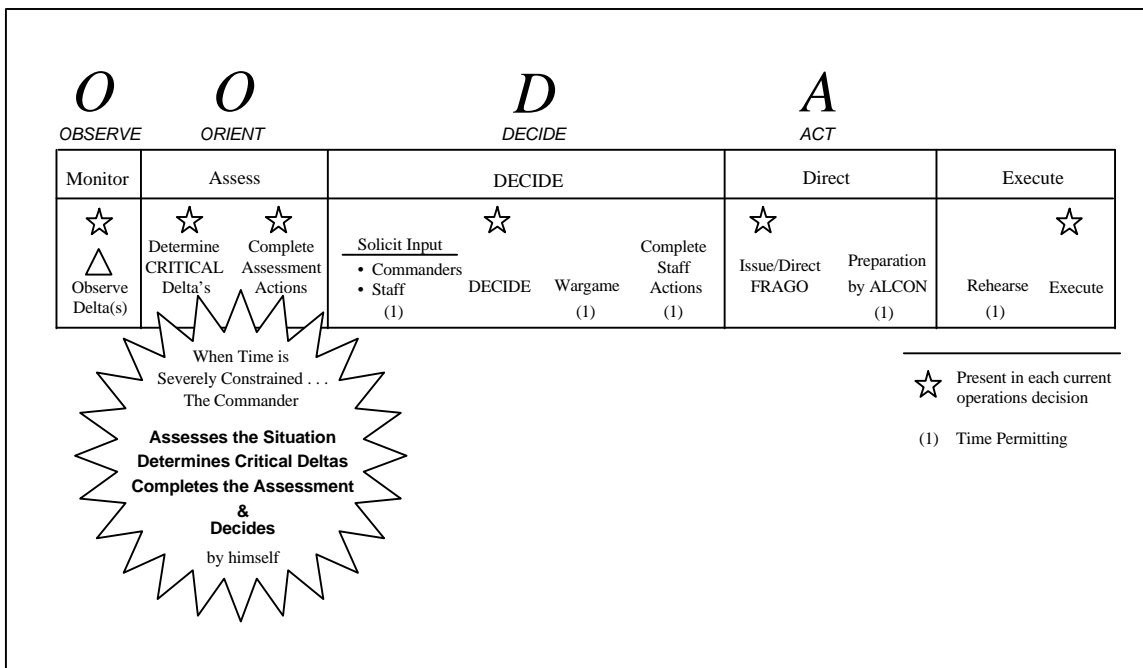 O O D A
OBSERVE ORIENT DECIDE ACT
Monitor Assess DECIDE Direct Execute
Observe
Delta(s)
Determine
CRITICAL
Delta's
Complete
Assessment
Actions
Solicit Input
• Commanders
• Staff
(1)
DECIDE
Wargame
(1)
Complete
Staff
Actions
(1)
Issue/Direct
FRAGO
Preparation
by ALCON
(1)
Rehearse
(1)
Execute
When Time is
Severely Constrained . . .
The Commander
Assesses the Situation
Determines Critical Deltas
Completes the Assessment
&
Decides
by himself
Present in each current
operations decision
(1) Time Permitting